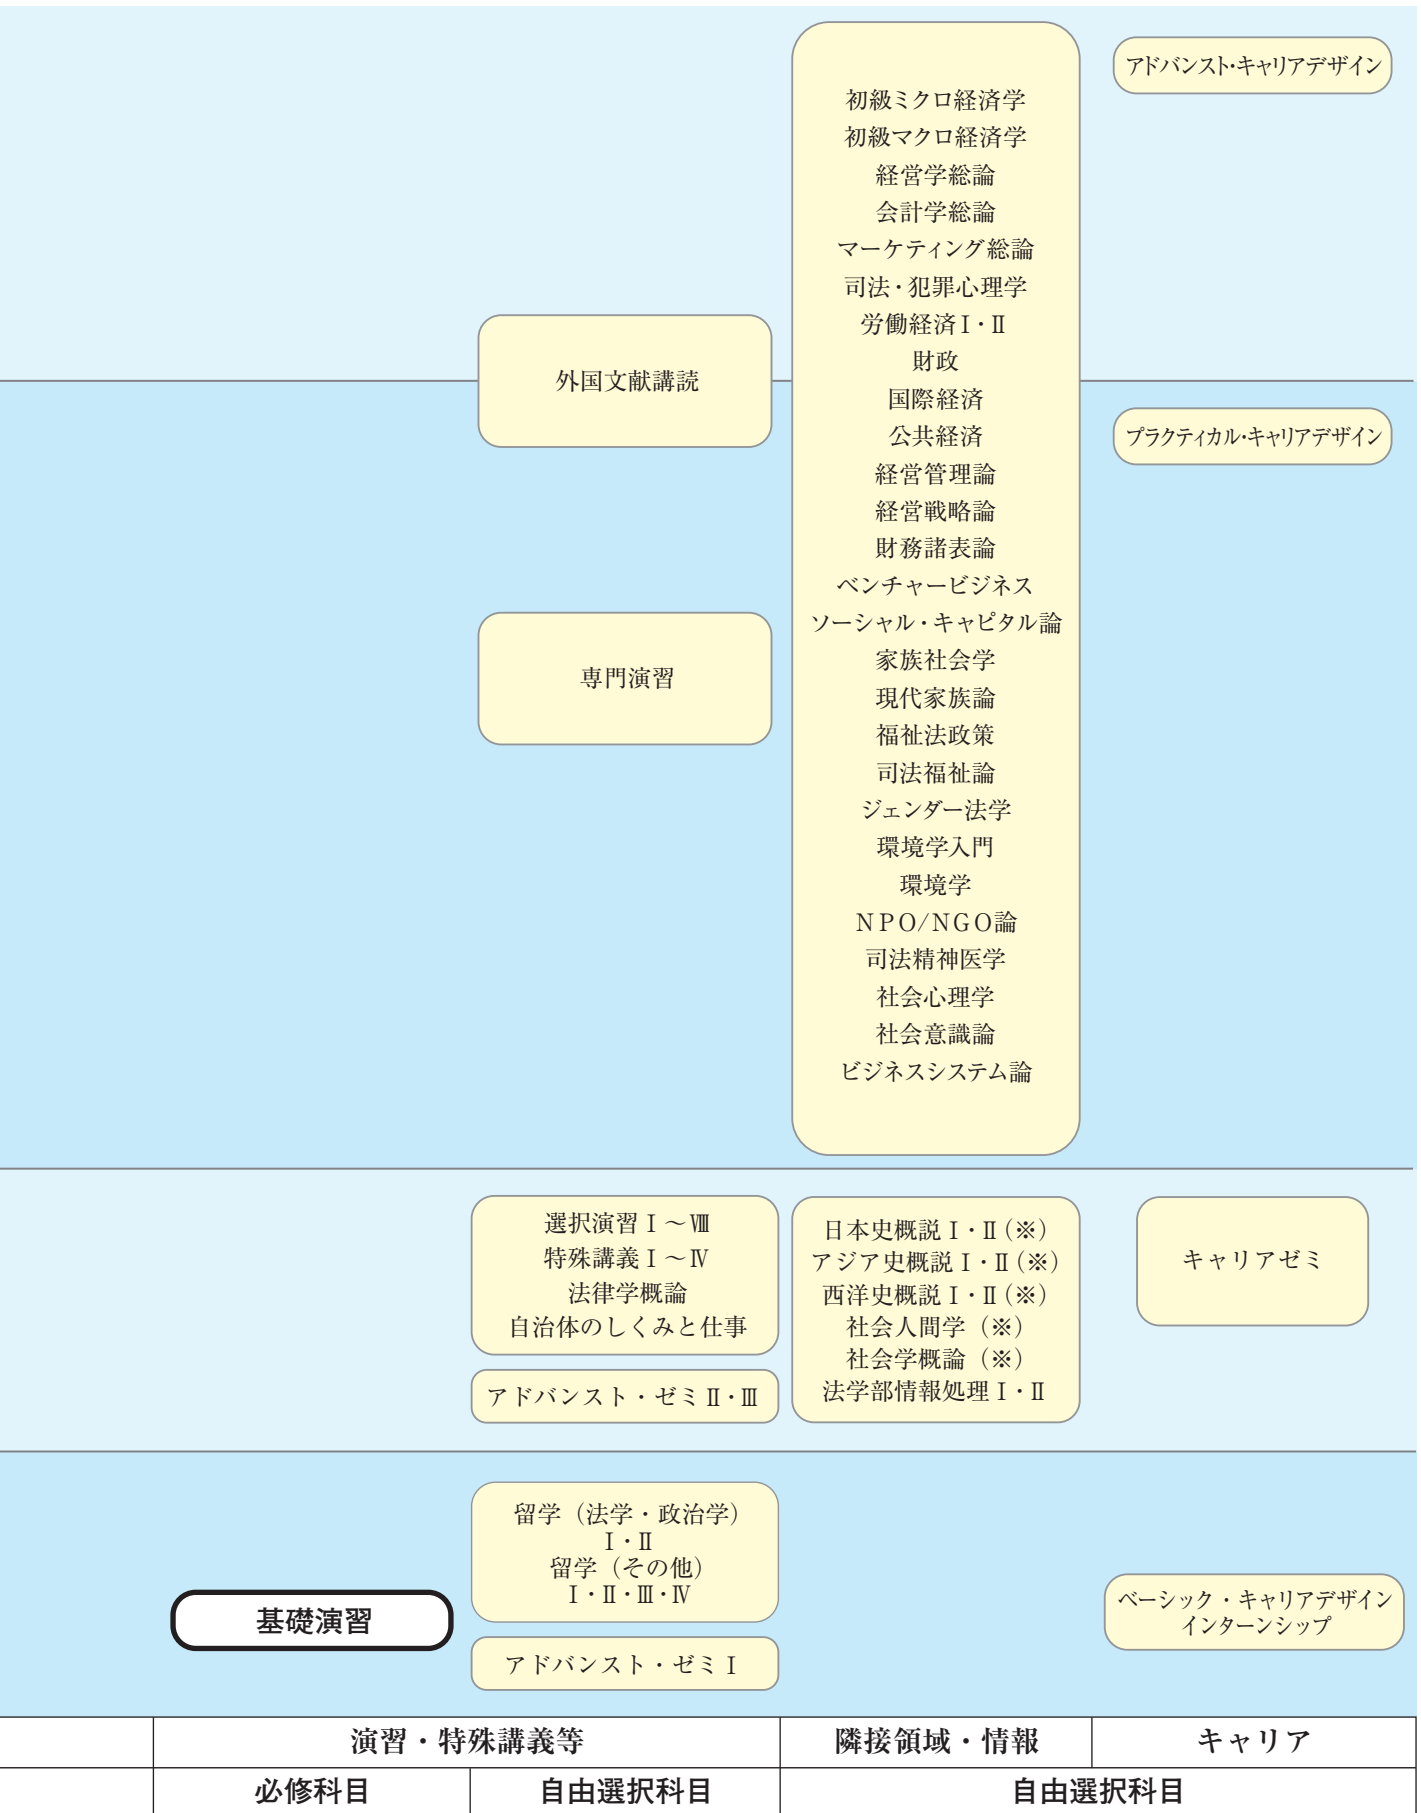 アドバンスト・キャリアデザイン
初級ミクロ経済学
初級マクロ経済学
経営学総論
会計学総論
マーケティング総論
司法・犯罪心理学
労働経済Ⅰ・Ⅱ
財政
国際経済
公共経済
経営管理論
経営戦略論
財務諸表論
ベンチャービジネス
ソーシャル・キャピタル論
家族社会学
現代家族論
福祉法政策
司法福祉論
ジェンダー法学
環境学入門
環境学
NPO/NGO論
司法精神医学
社会心理学
社会意識論
ビジネスシステム論
外国文献講読
プラクティカル・キャリアデザイン
専門演習
選択演習Ⅰ～Ⅷ
特殊講義Ⅰ～Ⅳ
法律学概論
自治体のしくみと仕事
アドバンスト・ゼミⅡ・Ⅲ
日本史概説Ⅰ・Ⅱ(※)
アジア史概説Ⅰ・Ⅱ(※)
西洋史概説Ⅰ・Ⅱ(※)
社会人間学（※）
社会学概論（※）
法学部情報処理Ⅰ・Ⅱ
キャリアゼミ
留学（法学・政治学）
Ⅰ・Ⅱ
留学（その他）
Ⅰ・Ⅱ・Ⅲ・Ⅳ
基礎演習
アドバンスト・ゼミⅠ
ベーシック・キャリアデザイン
インターンシップ
演習・特殊講義等 隣接領域・情報 キャリア
必修科目 自由選択科目 自由選択科目